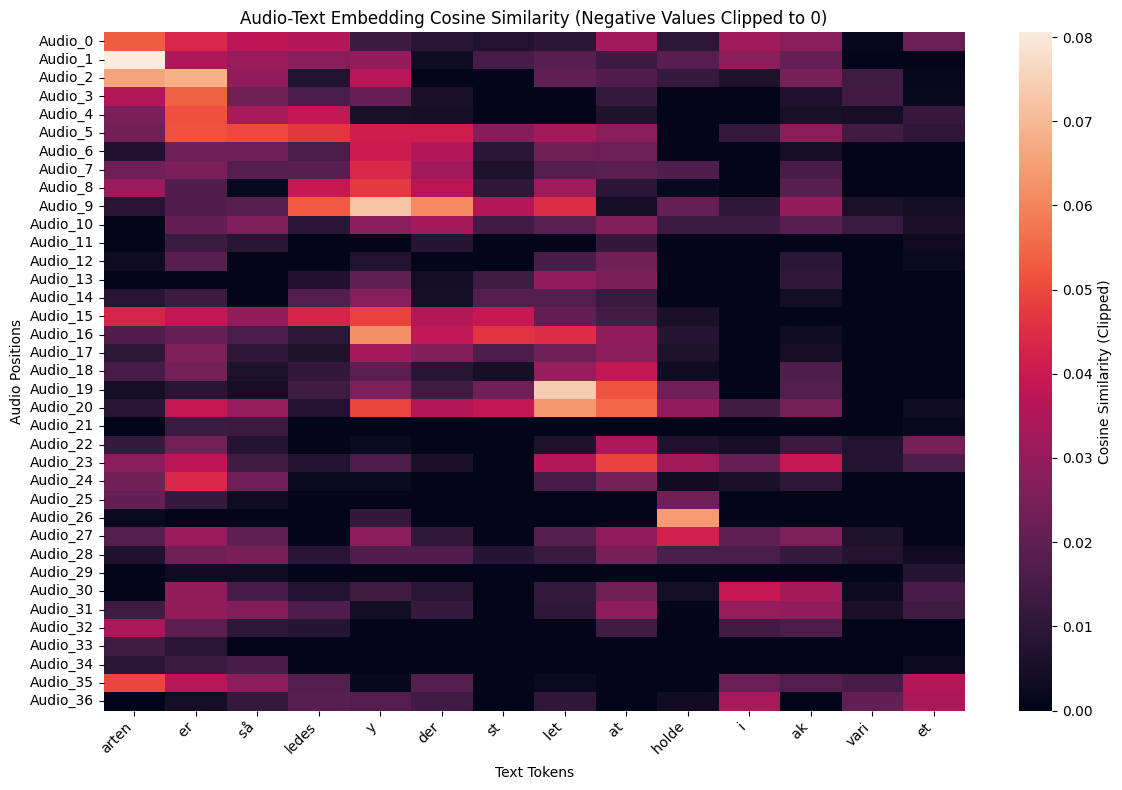 Audio-Text Embedding Cosine Similarity (Negative Values Clipped to 0)
Audio_0
Audio_1
Audio_2
Audio_3
Audio_4
Audio_5
Audio_6
Audio_7
Audio_8
Audio_9
Audio_10
Audio_11
Audio_12
Audio_13
Audio_14
Audio_15
Audio_16
Audio_17
Audio_18
Audio_19
Audio_20
Audio_21
Audio_22
Audio_23
Audio_24
Audio_25
Audio_26
Audio_27
Audio_28
Audio_29
Audio_30
Audio_31
Audio_32
Audio_33
Audio_34
Audio_35
Audio_36
Audio Positions
arten er så ledes y der st let at holde i ak vari et
Text Tokens
0.08
0.07
0.06
0.05
0.04
0.03
0.02
0.01
0.00
Cosine Similarity (Clipped)